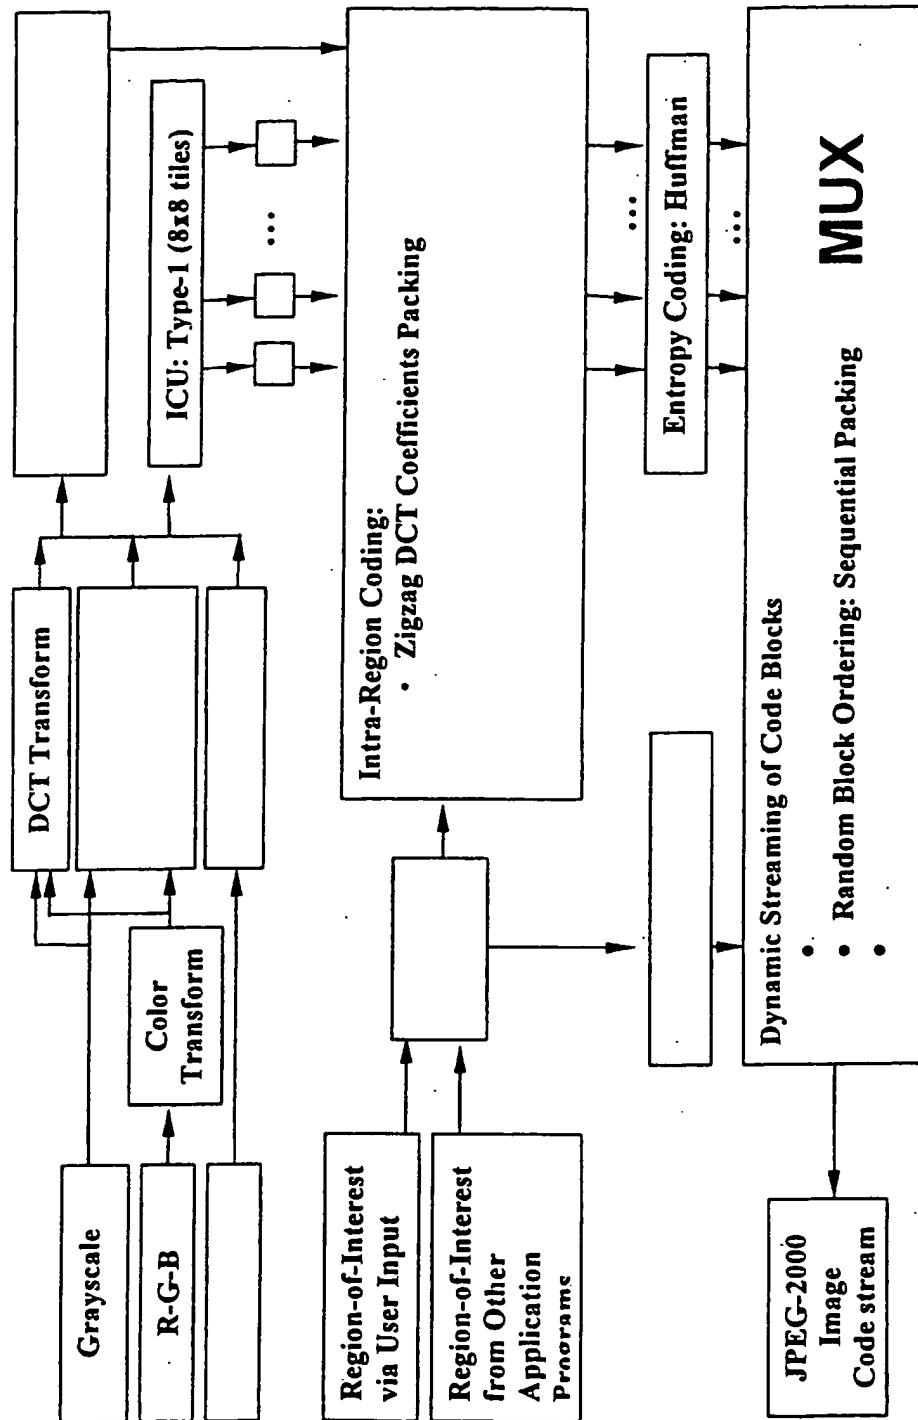 Grayscale
R-G-B
Color
Transform
DCT Transform
ICU: Type-1 (8x8 tiles)
...
Region-of-Interest
via User Input
Region-of-Interest
from Other
Application
Programs
Intra-Region Coding:
• Zigzag DCT Coefficients Packing
...
Entropy Coding: Huffman
...
Dynamic Streaming of Code Blocks
•
• Random Block Ordering: Sequential Packing
•
MUX
JPEG-2000
Image
Code stream